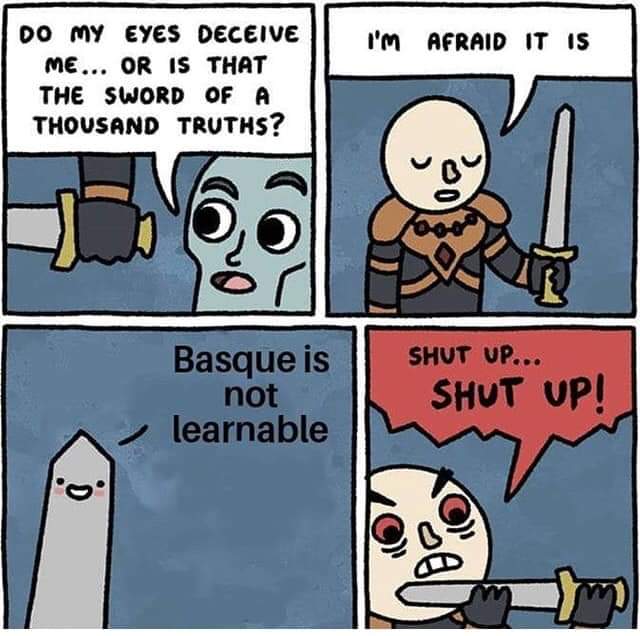 DO MY EYES DECEIVE
ME... OR IS THAT
THE SWORD OF A
THOUSAND TRUTHS?
I'M AFRAID IT IS
Basque is
not
learnable
SHUT UP...
SHUT UP!